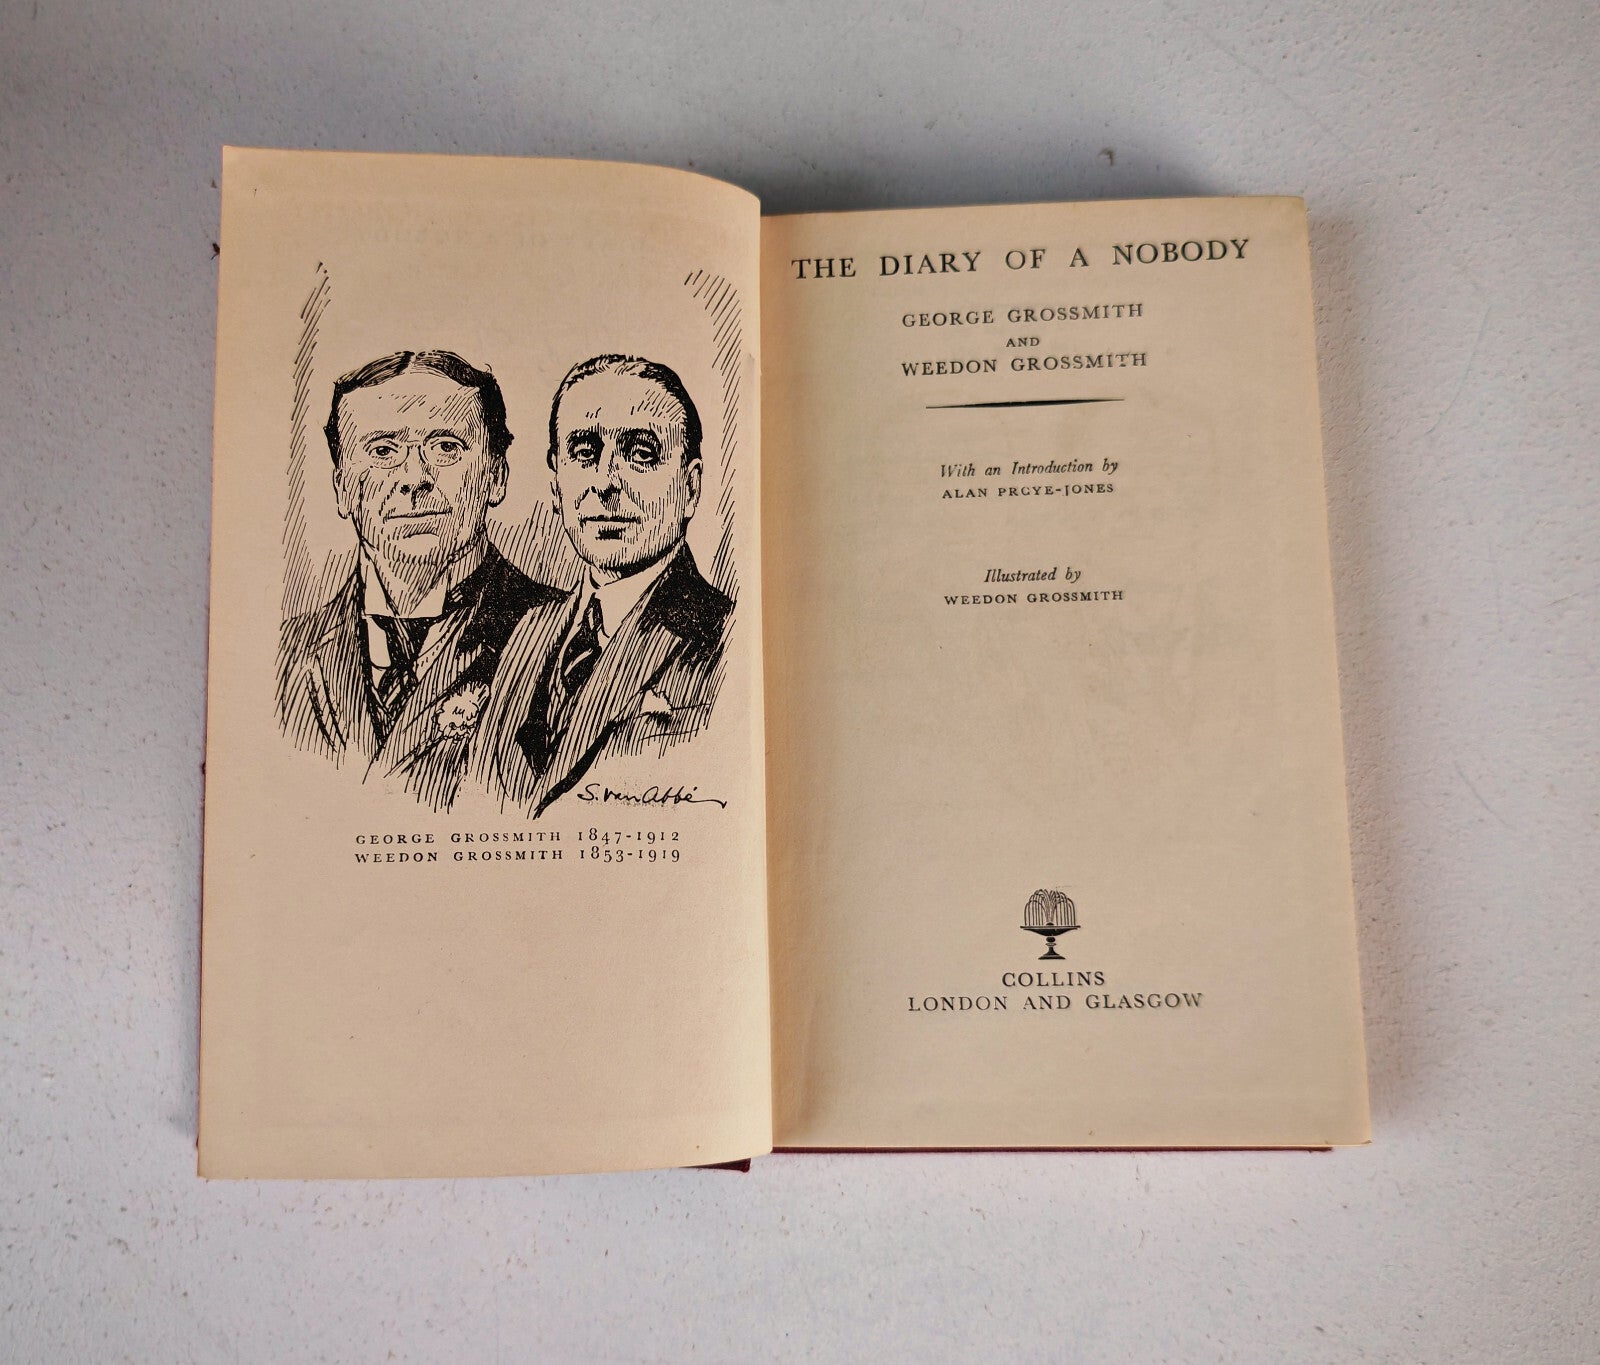 S. van Abbé
GEORGE GROSSMITH 1847-1912
WEEDON GROSSMITH 1853-1919
THE DIARY OF A NOBODY
GEORGE GROSSMITH
AND
WEEDON GROSSMITH
With an Introduction by
ALAN PRCYE-JONES
Illustrated by
WEEDON GROSSMITH
COLLINS
LONDON AND GLASGOW